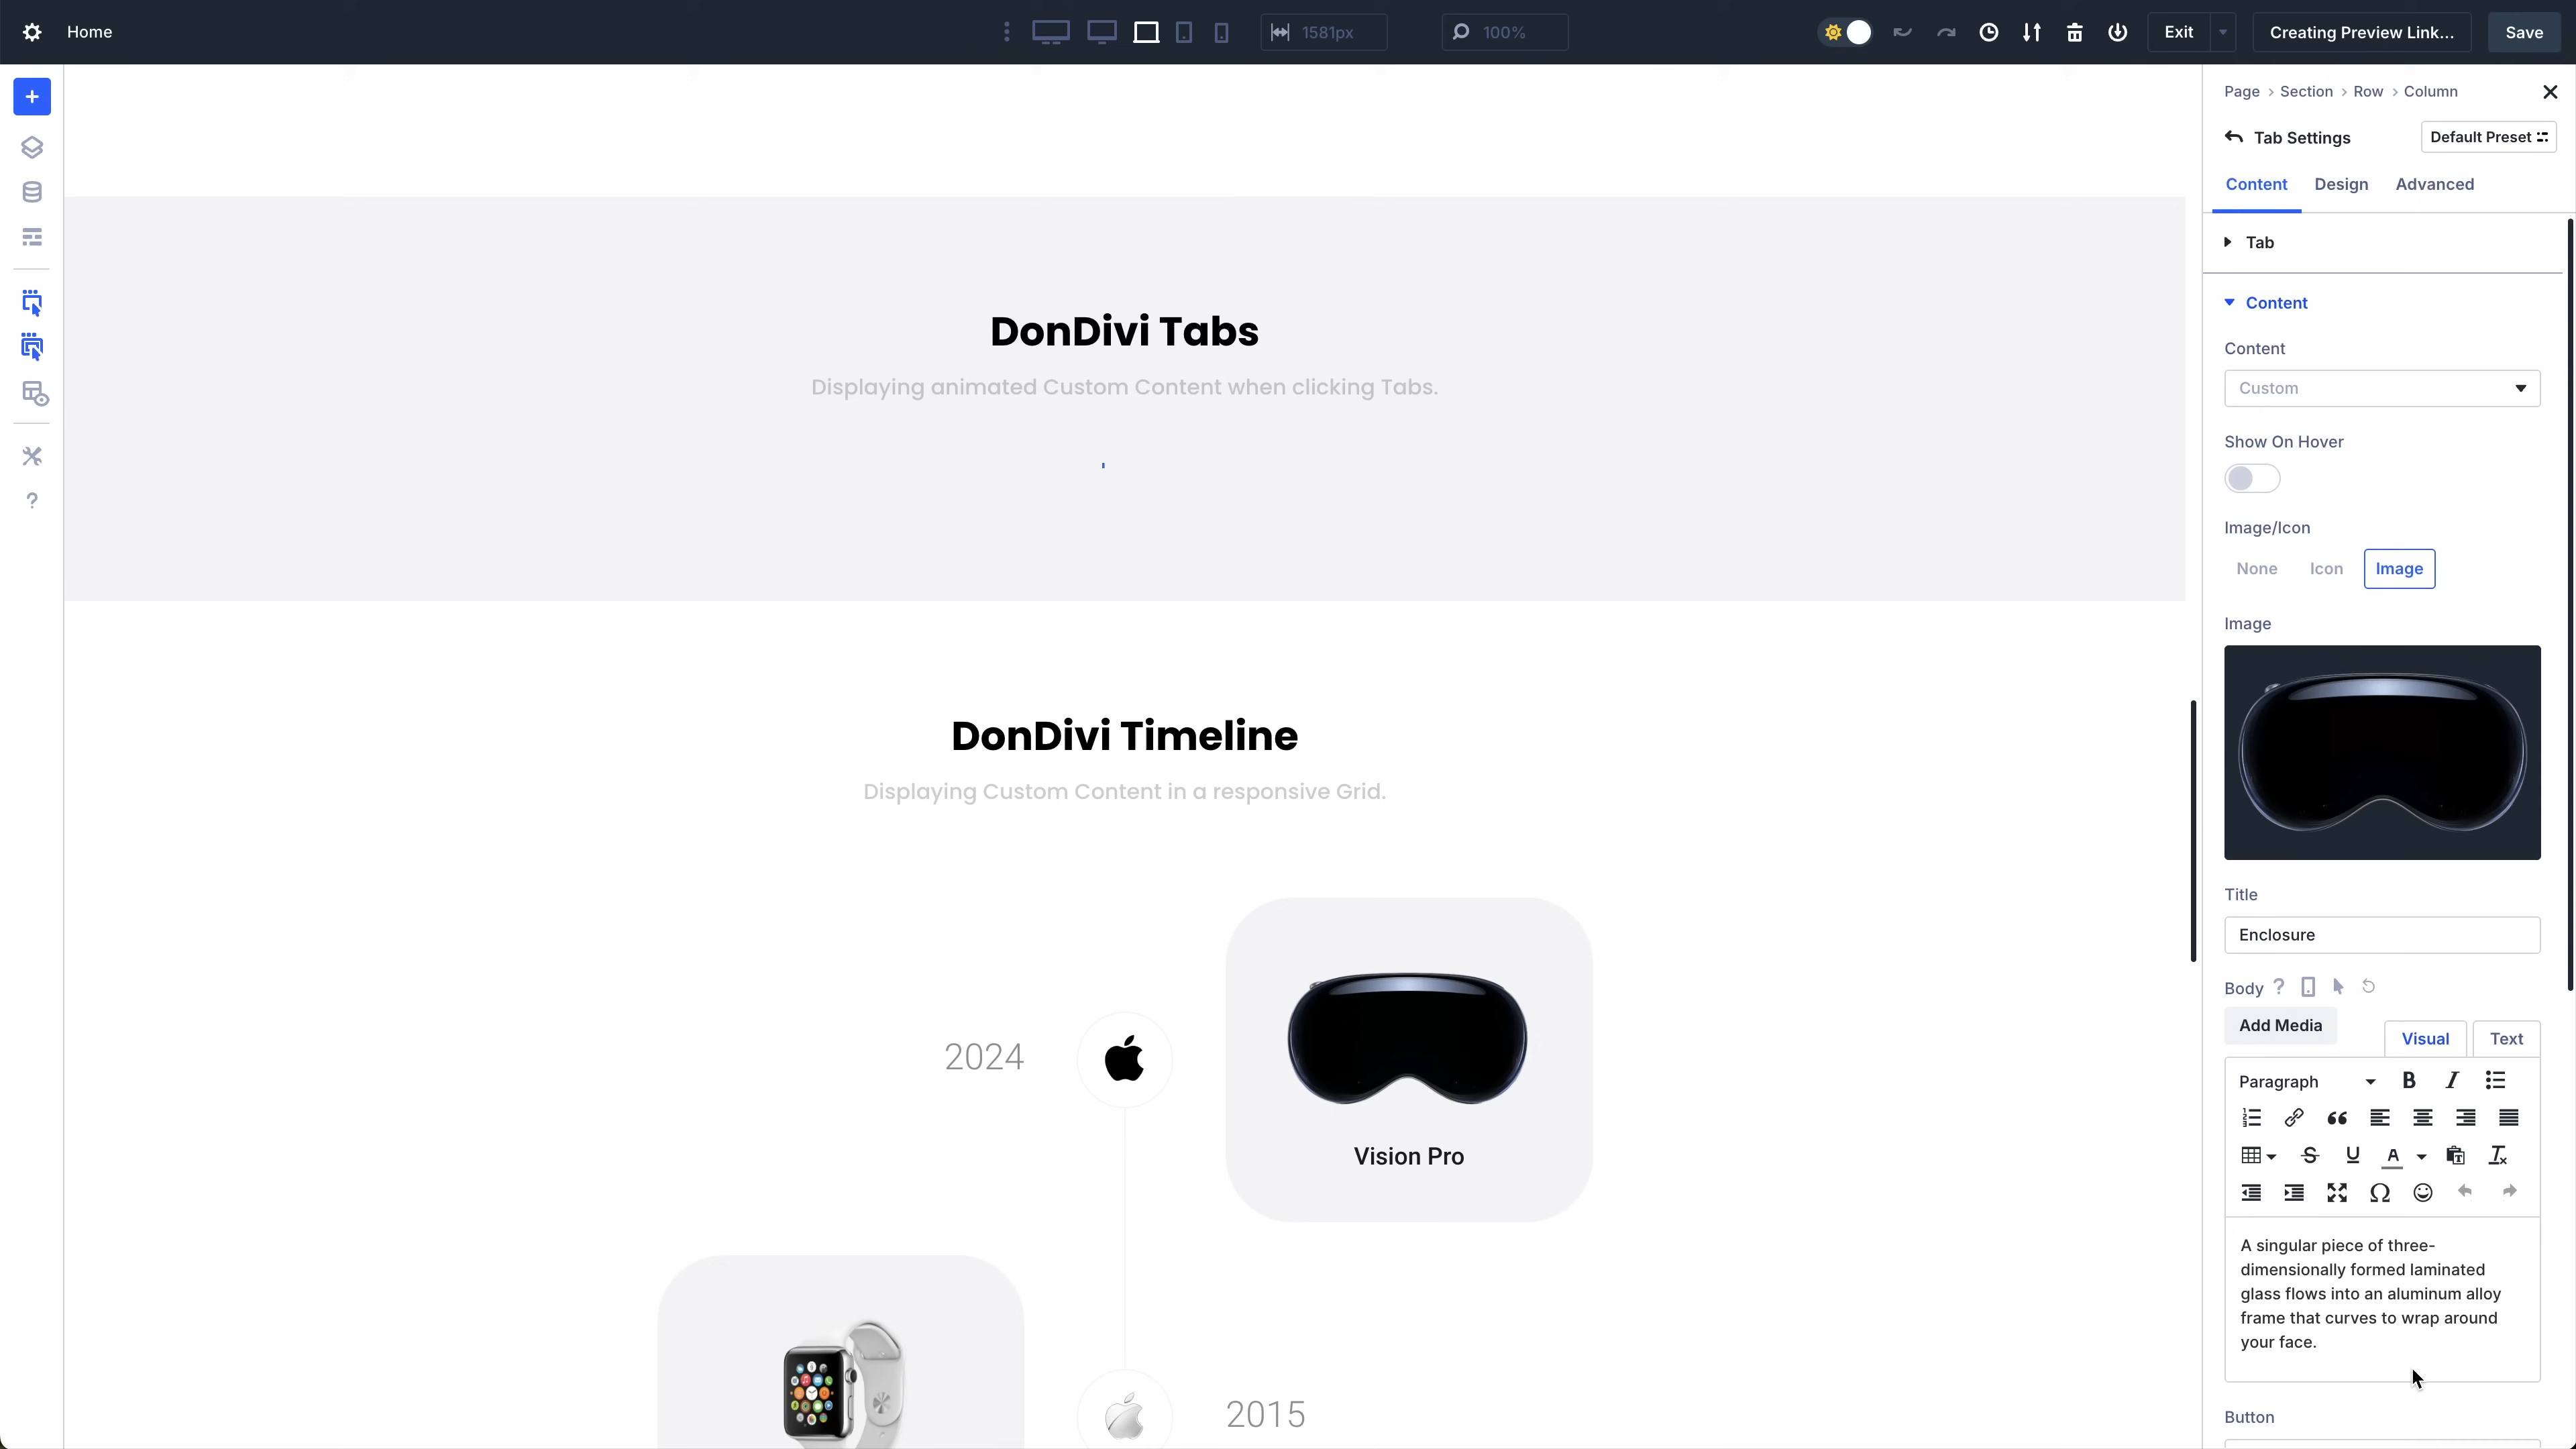 Home
1581px
100%
Exit
Creating Preview Link...
Save
Page > Section > Row > Column
Tab Settings
Default Preset
Content
Design
Advanced
Tab
Content
Content
Custom
Show On Hover
Image/Icon
None
Icon
Image
Image
Title
Enclosure
Body ?
Add Media
Visual
Text
Paragraph
B I
A singular piece of three-
dimensionally formed laminated
glass flows into an aluminum alloy
frame that curves to wrap around
your face.
Button
DonDivi Tabs
Displaying animated Custom Content when clicking Tabs.
DonDivi Timeline
Displaying Custom Content in a responsive Grid.
2024
Vision Pro
2015